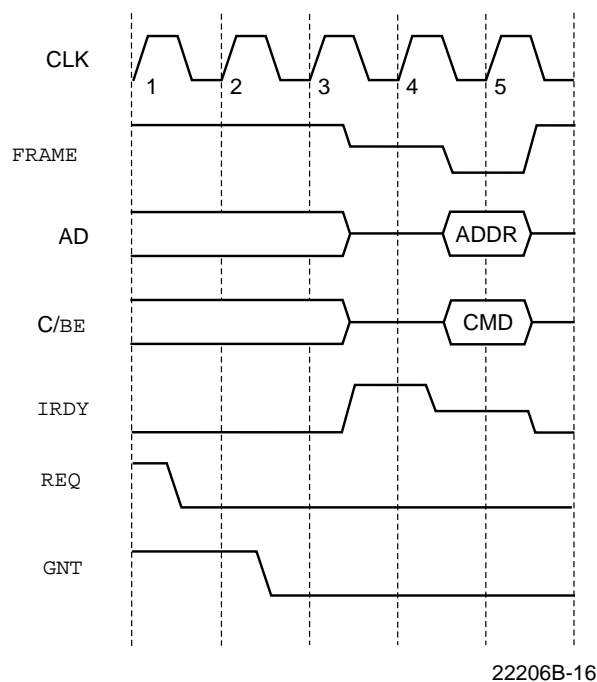 CLK
1 2 3 4 5
FRAME
AD
ADDR
C/BE
CMD
IRDY
REQ
GNT
22206B-16